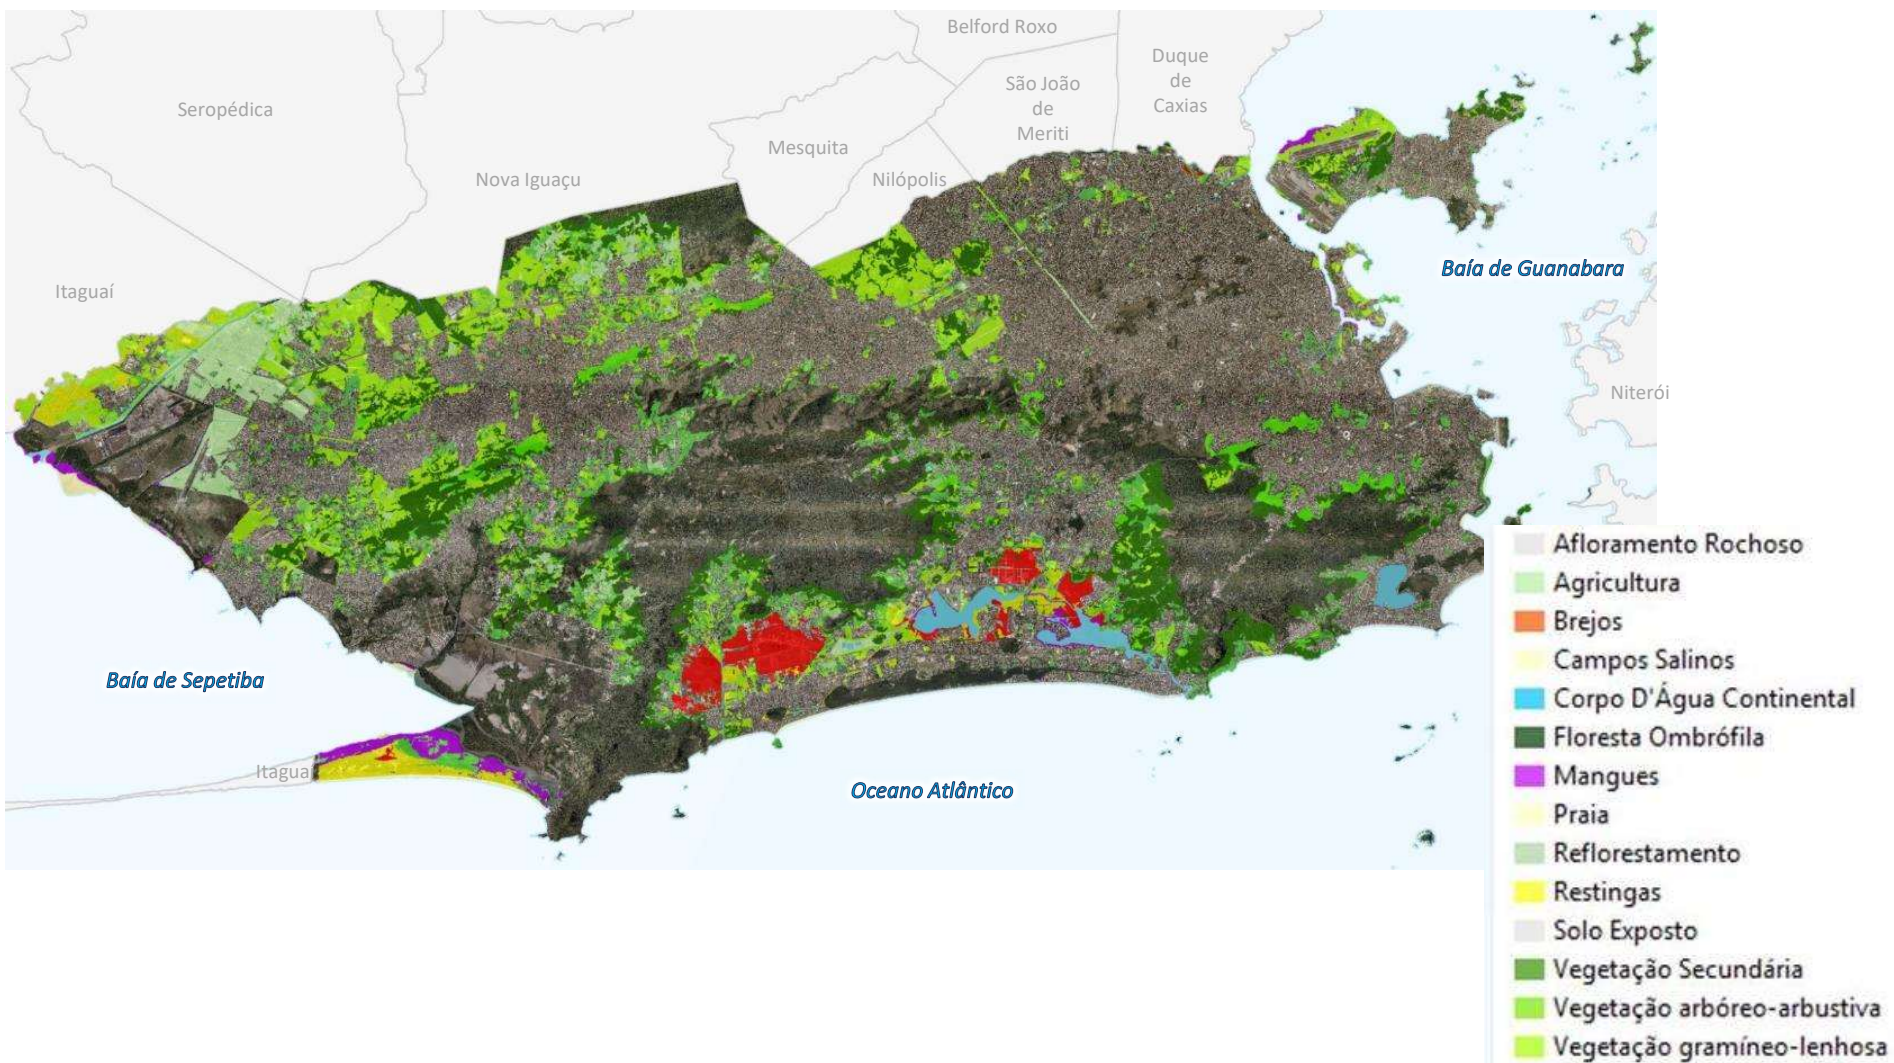 Belford Roxo
Duque
de
Caxias
São João
de
Meriti
Seropédica
Mesquita
Nova Iguaçu
Nilópolis
Baía de Guanabara
Itaguaí
Niterói
Baía de Sepetiba
Itagua
Oceano Atlântico
Afloramento Rochoso
Agricultura
Brejos
Campos Salinos
Corpo D'Água Continental
Floresta Ombrófila
Mangues
Praia
Reflorestamento
Restingas
Solo Exposto
Vegetação Secundária
Vegetação arbóreo-arbustiva
Vegetação gramíneo-lenhosa